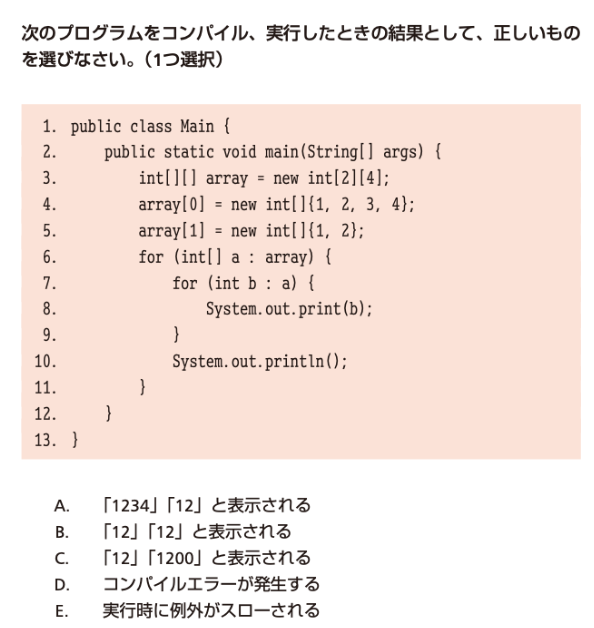 次のプログラムをコンパイル、実行したときの結果として、正しいもの
を選びなさい。（1つ選択）
1. public class Main {
2.     public static void main(String[] args) {
3.         int[][] array = new int[2][4];
4.         array[0] = new int[]{1, 2, 3, 4};
5.         array[1] = new int[]{1, 2};
6.         for (int[] a : array) {
7.             for (int b : a) {
8.                 System.out.print(b);
9.             }
10.             System.out.println();
11.         }
12.     }
13. }
A. 「1234」「12」と表示される
B. 「12」「12」と表示される
C. 「12」「1200」と表示される
D. コンパイルエラーが発生する
E. 実行時に例外がスローされる